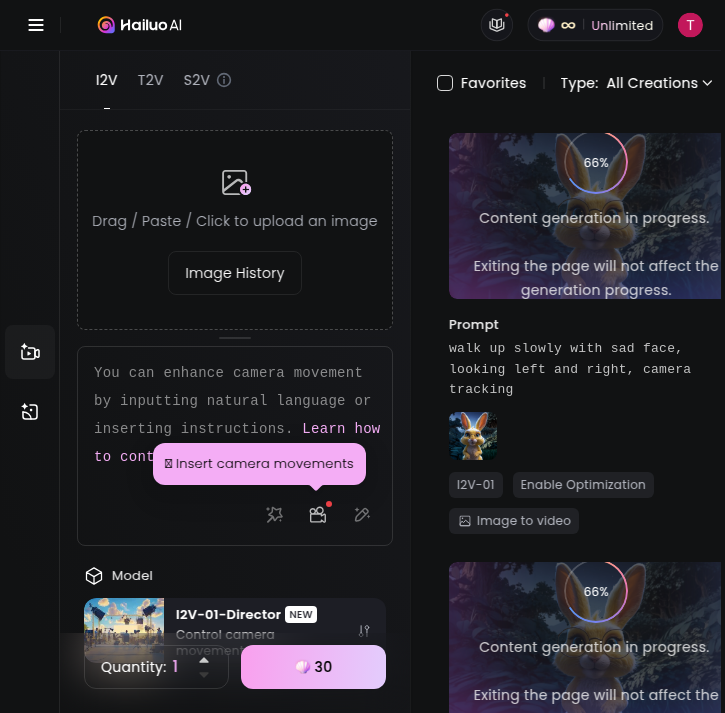 Hailuo AI
∞ Unlimited
T
I2V T2V S2V
Favorites
Type: All Creations
Drag / Paste / Click to upload an image
Image History
You can enhance camera movement
by inputting natural language or
inserting instructions. Learn how
to cont
Insert camera movements
Model
I2V-01-Director NEW
Control camera
movement
Quantity: 1
30
66%
Content generation in progress.
Exiting the page will not affect the
generation progress.
Prompt
walk up slowly with sad face,
looking left and right, camera
tracking
I2V-01
Enable Optimization
Image to video
66%
Content generation in progress.
Exiting the page will not affect the